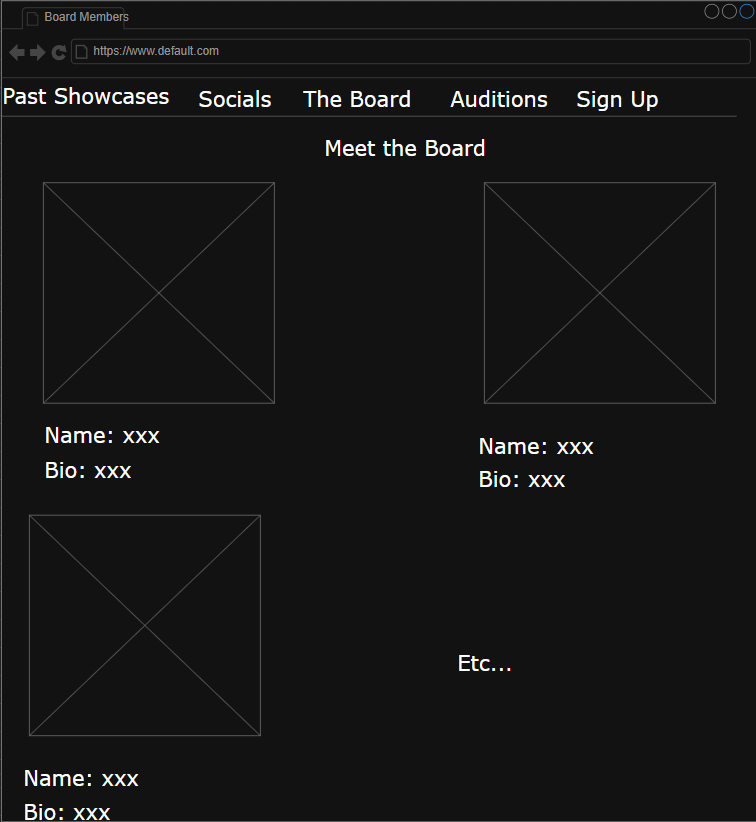 Board Members
https://www.default.com
Past Showcases Socials The Board Auditions Sign Up
Meet the Board
Name: xxx
Bio: xxx
Name: xxx
Bio: xxx
Etc...
Name: xxx
Bio: xxx